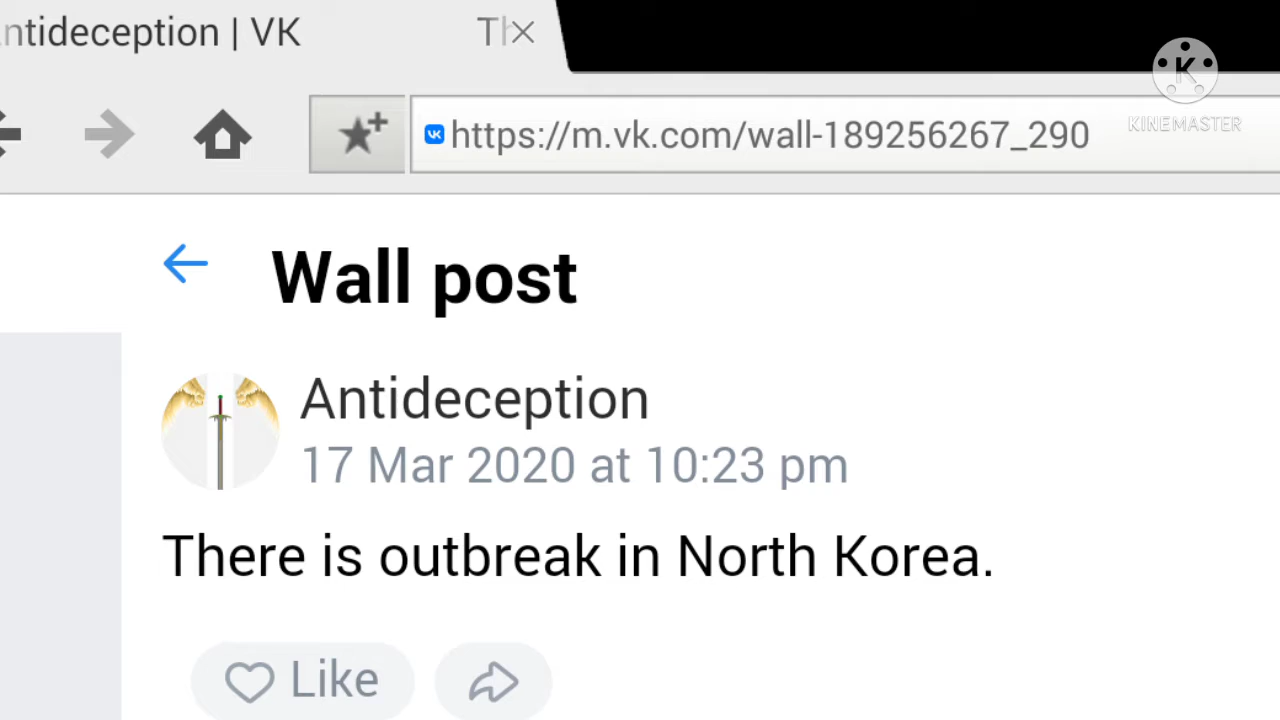 ntideception | VK
Th
https://m.vk.com/wall-189256267_290
K
KINEMASTER
Wall post
Antideception
17 Mar 2020 at 10:23 pm
There is outbreak in North Korea.
Like